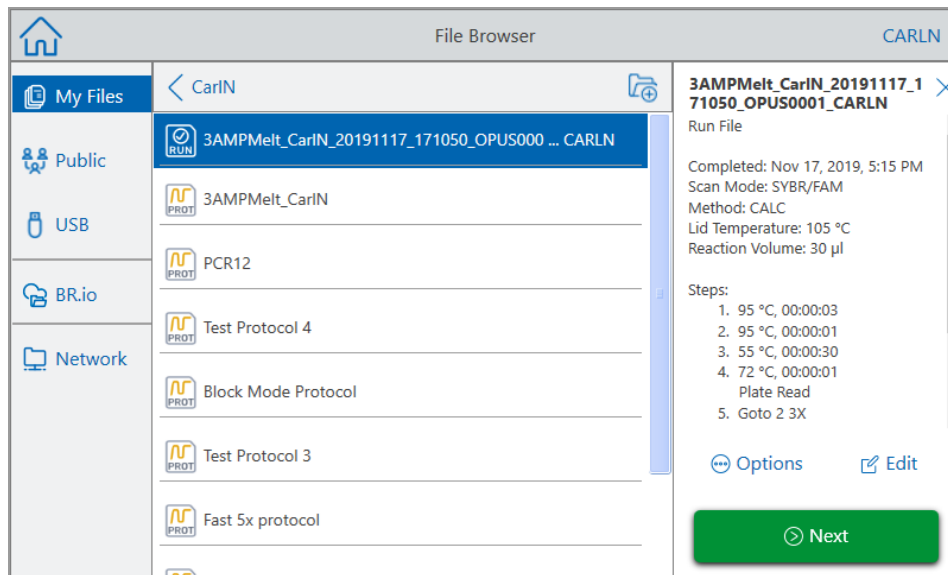 File Browser
CARLN
My Files
Public
USB
BR.io
Network
CarIN
RUN
3AMPMelt_CarIN_20191117_171050_OPUS000 ... CARLN
PROT
3AMPMelt_CarIN
PROT
PCR12
PROT
Test Protocol 4
PROT
Block Mode Protocol
PROT
Test Protocol 3
PROT
Fast 5x protocol
3AMPMelt_CarIN_20191117_1
71050_OPUS0001_CARLN
Run File
Completed: Nov 17, 2019, 5:15 PM
Scan Mode: SYBR/FAM
Method: CALC
Lid Temperature: 105 °C
Reaction Volume: 30 µl
Steps:
1. 95 °C, 00:00:03
2. 95 °C, 00:00:01
3. 55 °C, 00:00:30
4. 72 °C, 00:00:01
Plate Read
5. Goto 2 3X
Options
Edit
Next